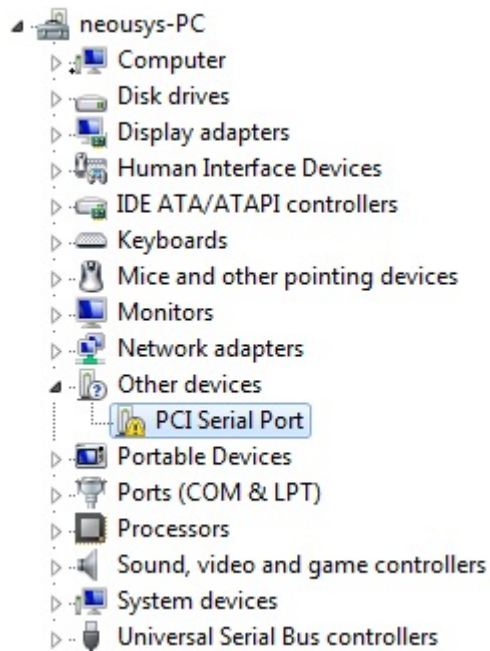 neousys-PC
Computer
Disk drives
Display adapters
Human Interface Devices
IDE ATA/ATAPI controllers
Keyboards
Mice and other pointing devices
Monitors
Network adapters
Other devices
PCI Serial Port
Portable Devices
Ports (COM & LPT)
Processors
Sound, video and game controllers
System devices
Universal Serial Bus controllers